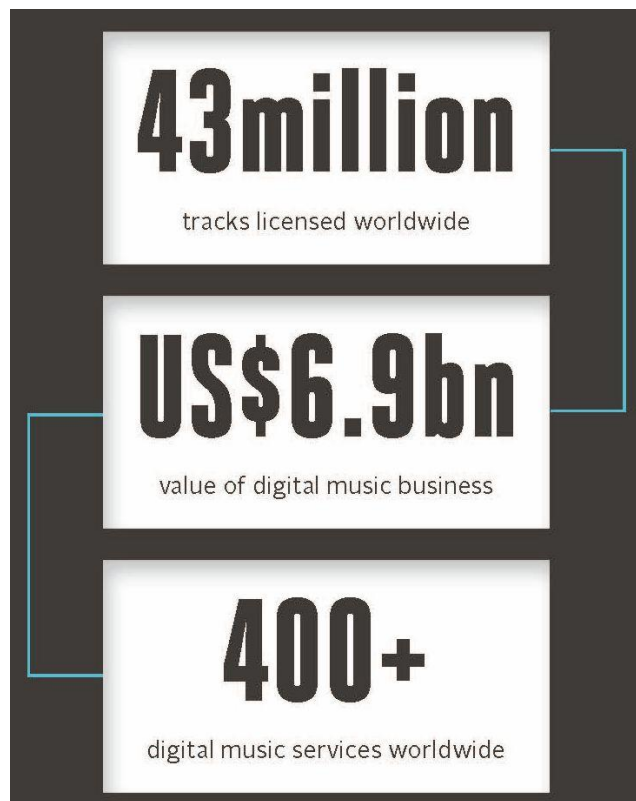 43million
tracks licensed worldwide
US$6.9bn
value of digital music business
400+
digital music services worldwide